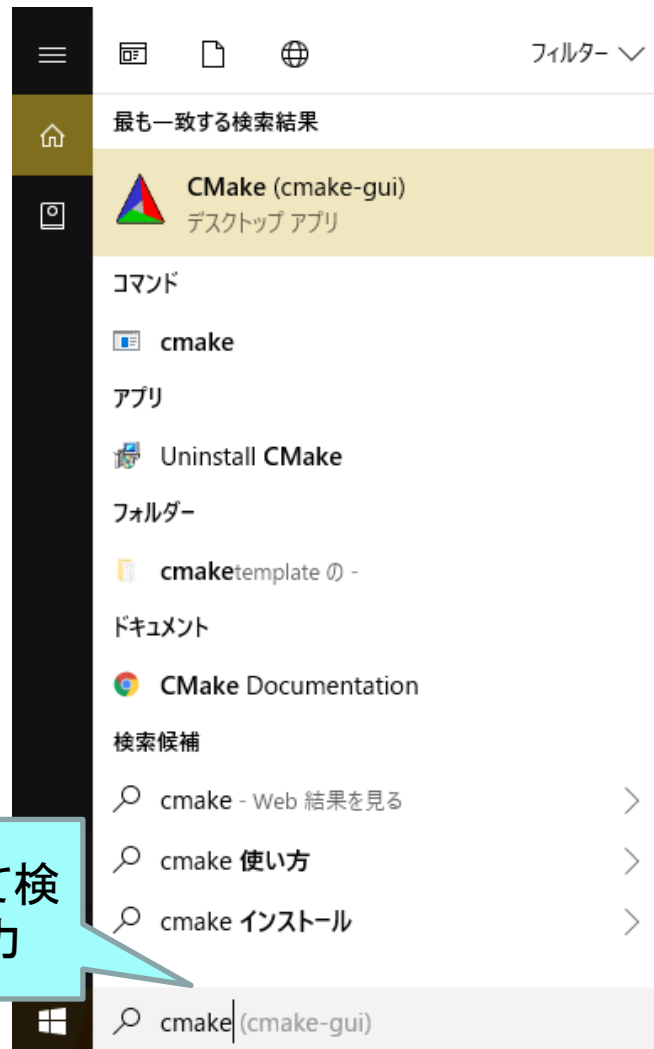 フィルター
最も一致する検索結果
CMake (cmake-gui)
デスクトップ アプリ
コマンド
cmake
アプリ
Uninstall CMake
フォルダー
cmaketemplate の -
ドキュメント
CMake Documentation
検索候補
cmake - Web 結果を見る
cmake 使い方
cmake インストール
て検
力
cmake (cmake-gui)